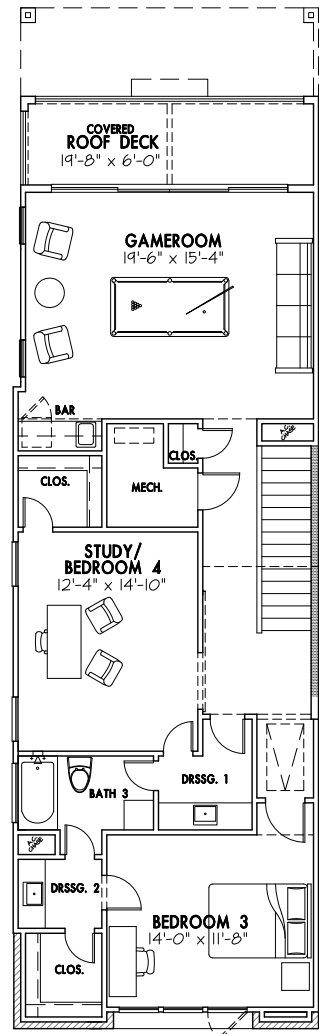 COVERED
ROOF DECK
19'-8" x 6'-0"
GAMEROOM
19'-6" x 15'-4"
BAR
A.C.
CHASE
CLOS.
CLOS.
MECH.
STUDY/
BEDROOM 4
12'-4" x 14'-10"
DRSSG. 1
BATH 3
A.C.
CHASE
DRSSG. 2
BEDROOM 3
14'-0" x 11'-8"
CLOS.